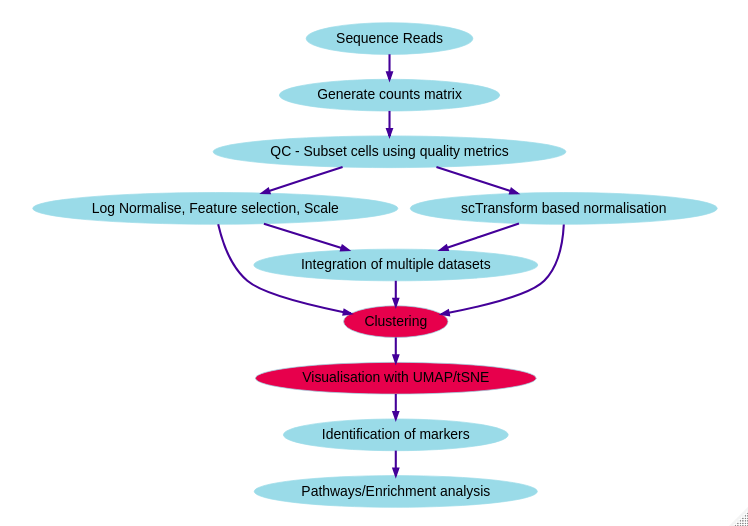 Sequence Reads
Generate counts matrix
QC - Subset cells using quality metrics
Log Normalise, Feature selection, Scale
scTransform based normalisation
Integration of multiple datasets
Clustering
Visualisation with UMAP/tSNE
Identification of markers
Pathways/Enrichment analysis